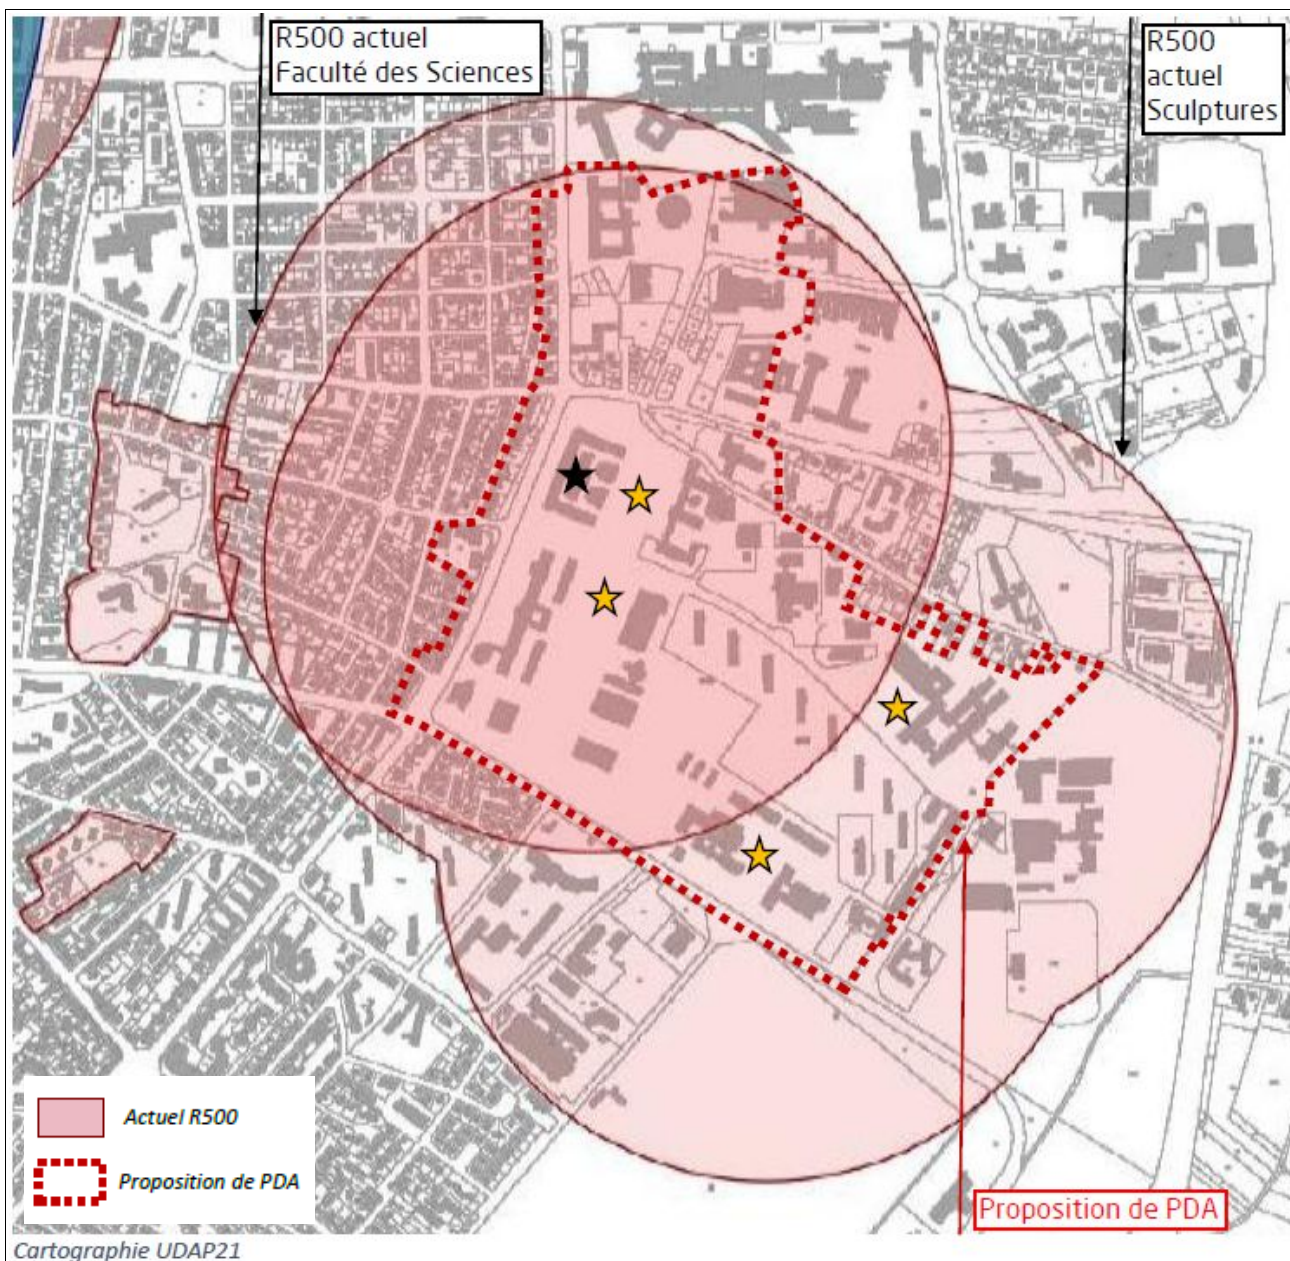 R500 actuel
Faculté des Sciences
R500
actuel
Sculptures
Actuel R500
Proposition de PDA
Proposition de PDA
Cartographie UDAP21